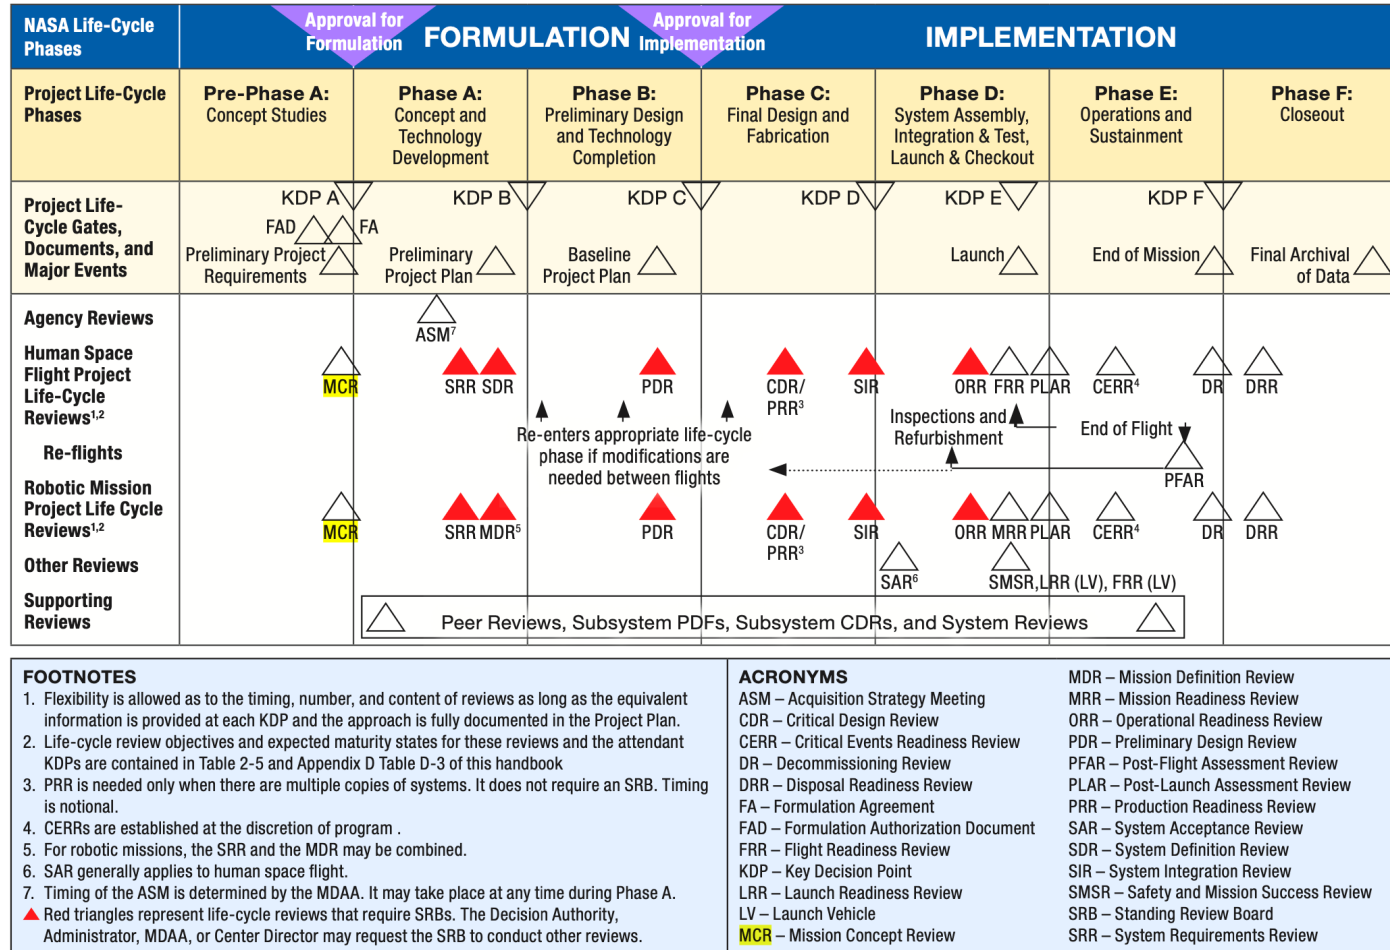 NASA Life-Cycle
Phases
Approval for
Formulation
FORMULATION
Approval for
Implementation
IMPLEMENTATION
Project Life-Cycle
Phases
Pre-Phase A:
Concept Studies
Phase A:
Concept and
Technology
Development
Phase B:
Preliminary Design
and Technology
Completion
Phase C:
Final Design and
Fabrication
Phase D:
System Assembly,
Integration & Test,
Launch & Checkout
Phase E:
Operations and
Sustainment
Phase F:
Closeout
Project Life-
Cycle Gates,
Documents, and
Major Events
KDP A
KDP B
KDP C
KDP D
KDP E
KDP F
FAD
FA
Preliminary Project
Requirements
Preliminary
Project Plan
Baseline
Project Plan
Launch
End of Mission
Final Archival
of Data
Agency Reviews
ASM7
Human Space
Flight Project
Life-Cycle
Reviews1,2
MCR
SRR SDR
PDR
CDR/
PRR3
SIR
ORR FRR PLAR
CERR4
DR
DRR
Re-flights
Re-enters appropriate life-cycle
phase if modifications are
needed between flights
Inspections and
Refurbishment
End of Flight
PFAR
Robotic Mission
Project Life Cycle
Reviews1,2
MCR
SRR MDR5
PDR
CDR/
PRR3
SIR
ORR MRR PLAR
CERR4
DR
DRR
Other Reviews
SAR6
SMSR,LRR (LV), FRR (LV)
Supporting
Reviews
Peer Reviews, Subsystem PDFs, Subsystem CDRs, and System Reviews
FOOTNOTES
1. Flexibility is allowed as to the timing, number, and content of reviews as long as the equivalent
information is provided at each KDP and the approach is fully documented in the Project Plan.
2. Life-cycle review objectives and expected maturity states for these reviews and the attendant
KDPs are contained in Table 2-5 and Appendix D Table D-3 of this handbook
3. PRR is needed only when there are multiple copies of systems. It does not require an SRB. Timing
is notional.
4. CERRs are established at the discretion of program .
5. For robotic missions, the SRR and the MDR may be combined.
6. SAR generally applies to human space flight.
7. Timing of the ASM is determined by the MDAA. It may take place at any time during Phase A.
Red triangles represent life-cycle reviews that require SRBs. The Decision Authority,
Administrator, MDAA, or Center Director may request the SRB to conduct other reviews.
ACRONYMS
ASM – Acquisition Strategy Meeting
CDR – Critical Design Review
CERR – Critical Events Readiness Review
DR – Decommissioning Review
DRR – Disposal Readiness Review
FA – Formulation Agreement
FAD – Formulation Authorization Document
FRR – Flight Readiness Review
KDP – Key Decision Point
LRR – Launch Readiness Review
LV – Launch Vehicle
MCR – Mission Concept Review
MDR – Mission Definition Review
MRR – Mission Readiness Review
ORR – Operational Readiness Review
PDR – Preliminary Design Review
PFAR – Post-Flight Assessment Review
PLAR – Post-Launch Assessment Review
PRR – Production Readiness Review
SAR – System Acceptance Review
SDR – System Definition Review
SIR – System Integration Review
SMSR – Safety and Mission Success Review
SRB – Standing Review Board
SRR – System Requirements Review